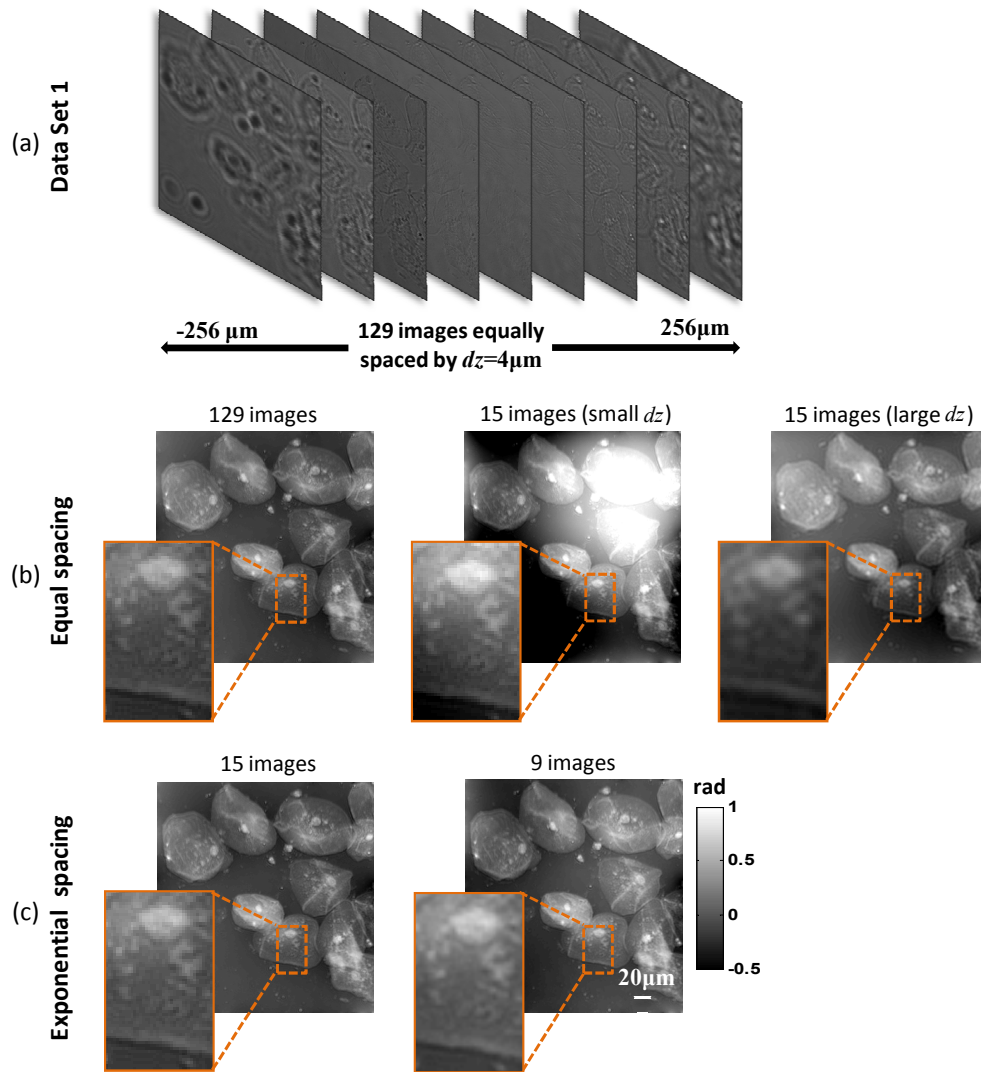 (a)
Data Set 1
-256 μm
129 images equally
spaced by dz=4μm
256μm
(b)
Equal spacing
129 images
15 images (small dz)
15 images (large dz)
(c)
Exponential spacing
15 images
9 images
rad
1
0.5
0
-0.5
20μm